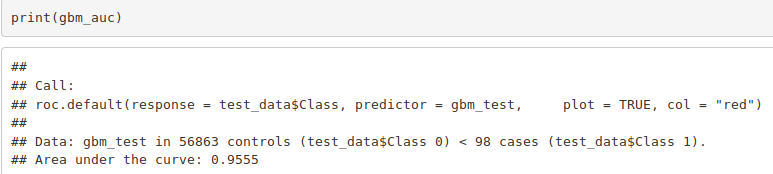 print(gbm_auc)
##
## Call:
## roc.default(response = test_data$Class, predictor = gbm_test,     plot = TRUE, col = "red")
##
## Data: gbm_test in 56863 controls (test_data$Class 0) < 98 cases (test_data$Class 1).
## Area under the curve: 0.9555